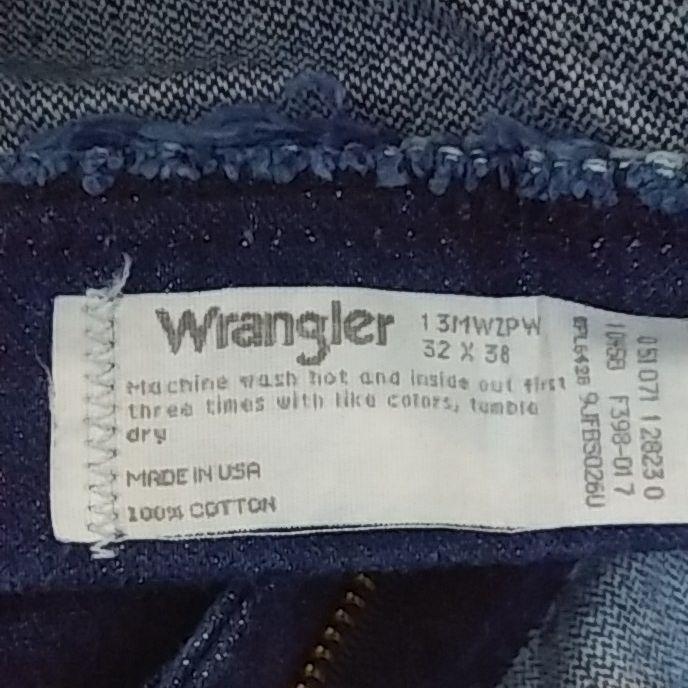 Wrangler
13MWZPW
32 X 38
Machine wash hot and inside out first
three times with like colors, tumble
dry
MADE IN USA
100% COTTON
9JFBS026U
F398-017
051071 128230